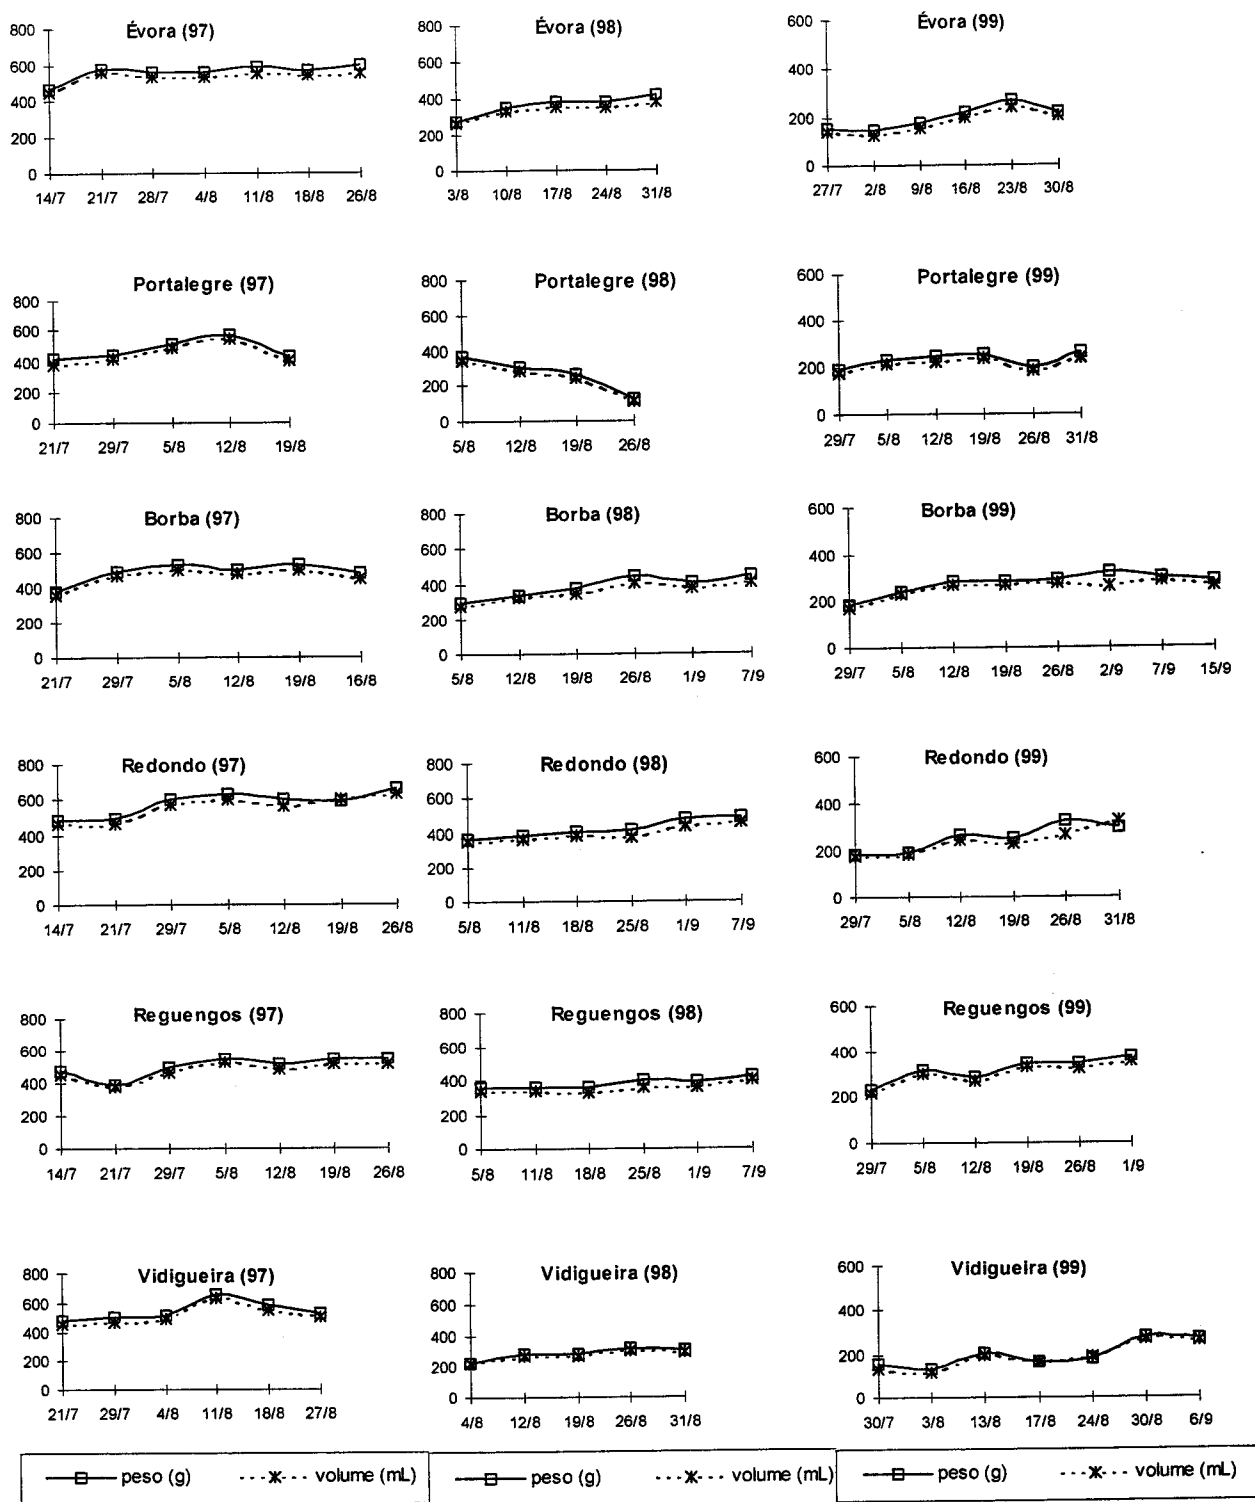 Évora (97)
800
600
400
200
0
14/7 21/7 28/7 4/8 11/8 18/8 26/8
Évora (98)
800
600
400
200
0
3/8 10/8 17/8 24/8 31/8
Évora (99)
600
400
200
0
27/7 2/8 9/8 16/8 23/8 30/8
Portalegre (97)
800
600
400
200
0
21/7 29/7 5/8 12/8 19/8
Portalegre (98)
800
600
400
200
0
5/8 12/8 19/8 26/8
Portalegre (99)
600
400
200
0
29/7 5/8 12/8 19/8 26/8 31/8
Borba (97)
800
600
400
200
0
21/7 29/7 5/8 12/8 19/8 16/8
Borba (98)
800
600
400
200
0
5/8 12/8 19/8 26/8 1/9 7/9
Borba (99)
600
400
200
0
29/7 5/8 12/8 19/8 26/8 2/9 7/9 15/9
Redondo (97)
800
600
400
200
0
14/7 21/7 29/7 5/8 12/8 19/8 26/8
Redondo (98)
800
600
400
200
0
5/8 11/8 18/8 25/8 1/9 7/9
Redondo (99)
600
400
200
0
29/7 5/8 12/8 19/8 26/8 31/8
Reguengos (97)
800
600
400
200
0
14/7 21/7 29/7 5/8 12/8 19/8 26/8
Reguengos (98)
800
600
400
200
0
5/8 11/8 18/8 25/8 1/9 7/9
Reguengos (99)
600
400
200
0
29/7 5/8 12/8 19/8 26/8 1/9
Vidigueira (97)
800
600
400
200
0
21/7 29/7 4/8 11/8 18/8 27/8
Vidigueira (98)
800
600
400
200
0
4/8 12/8 19/8 26/8 31/8
Vidigueira (99)
600
400
200
0
30/7 3/8 13/8 17/8 24/8 30/8 6/9
peso (g) volume (mL)
peso (g) volume (mL)
peso (g) volume (mL)